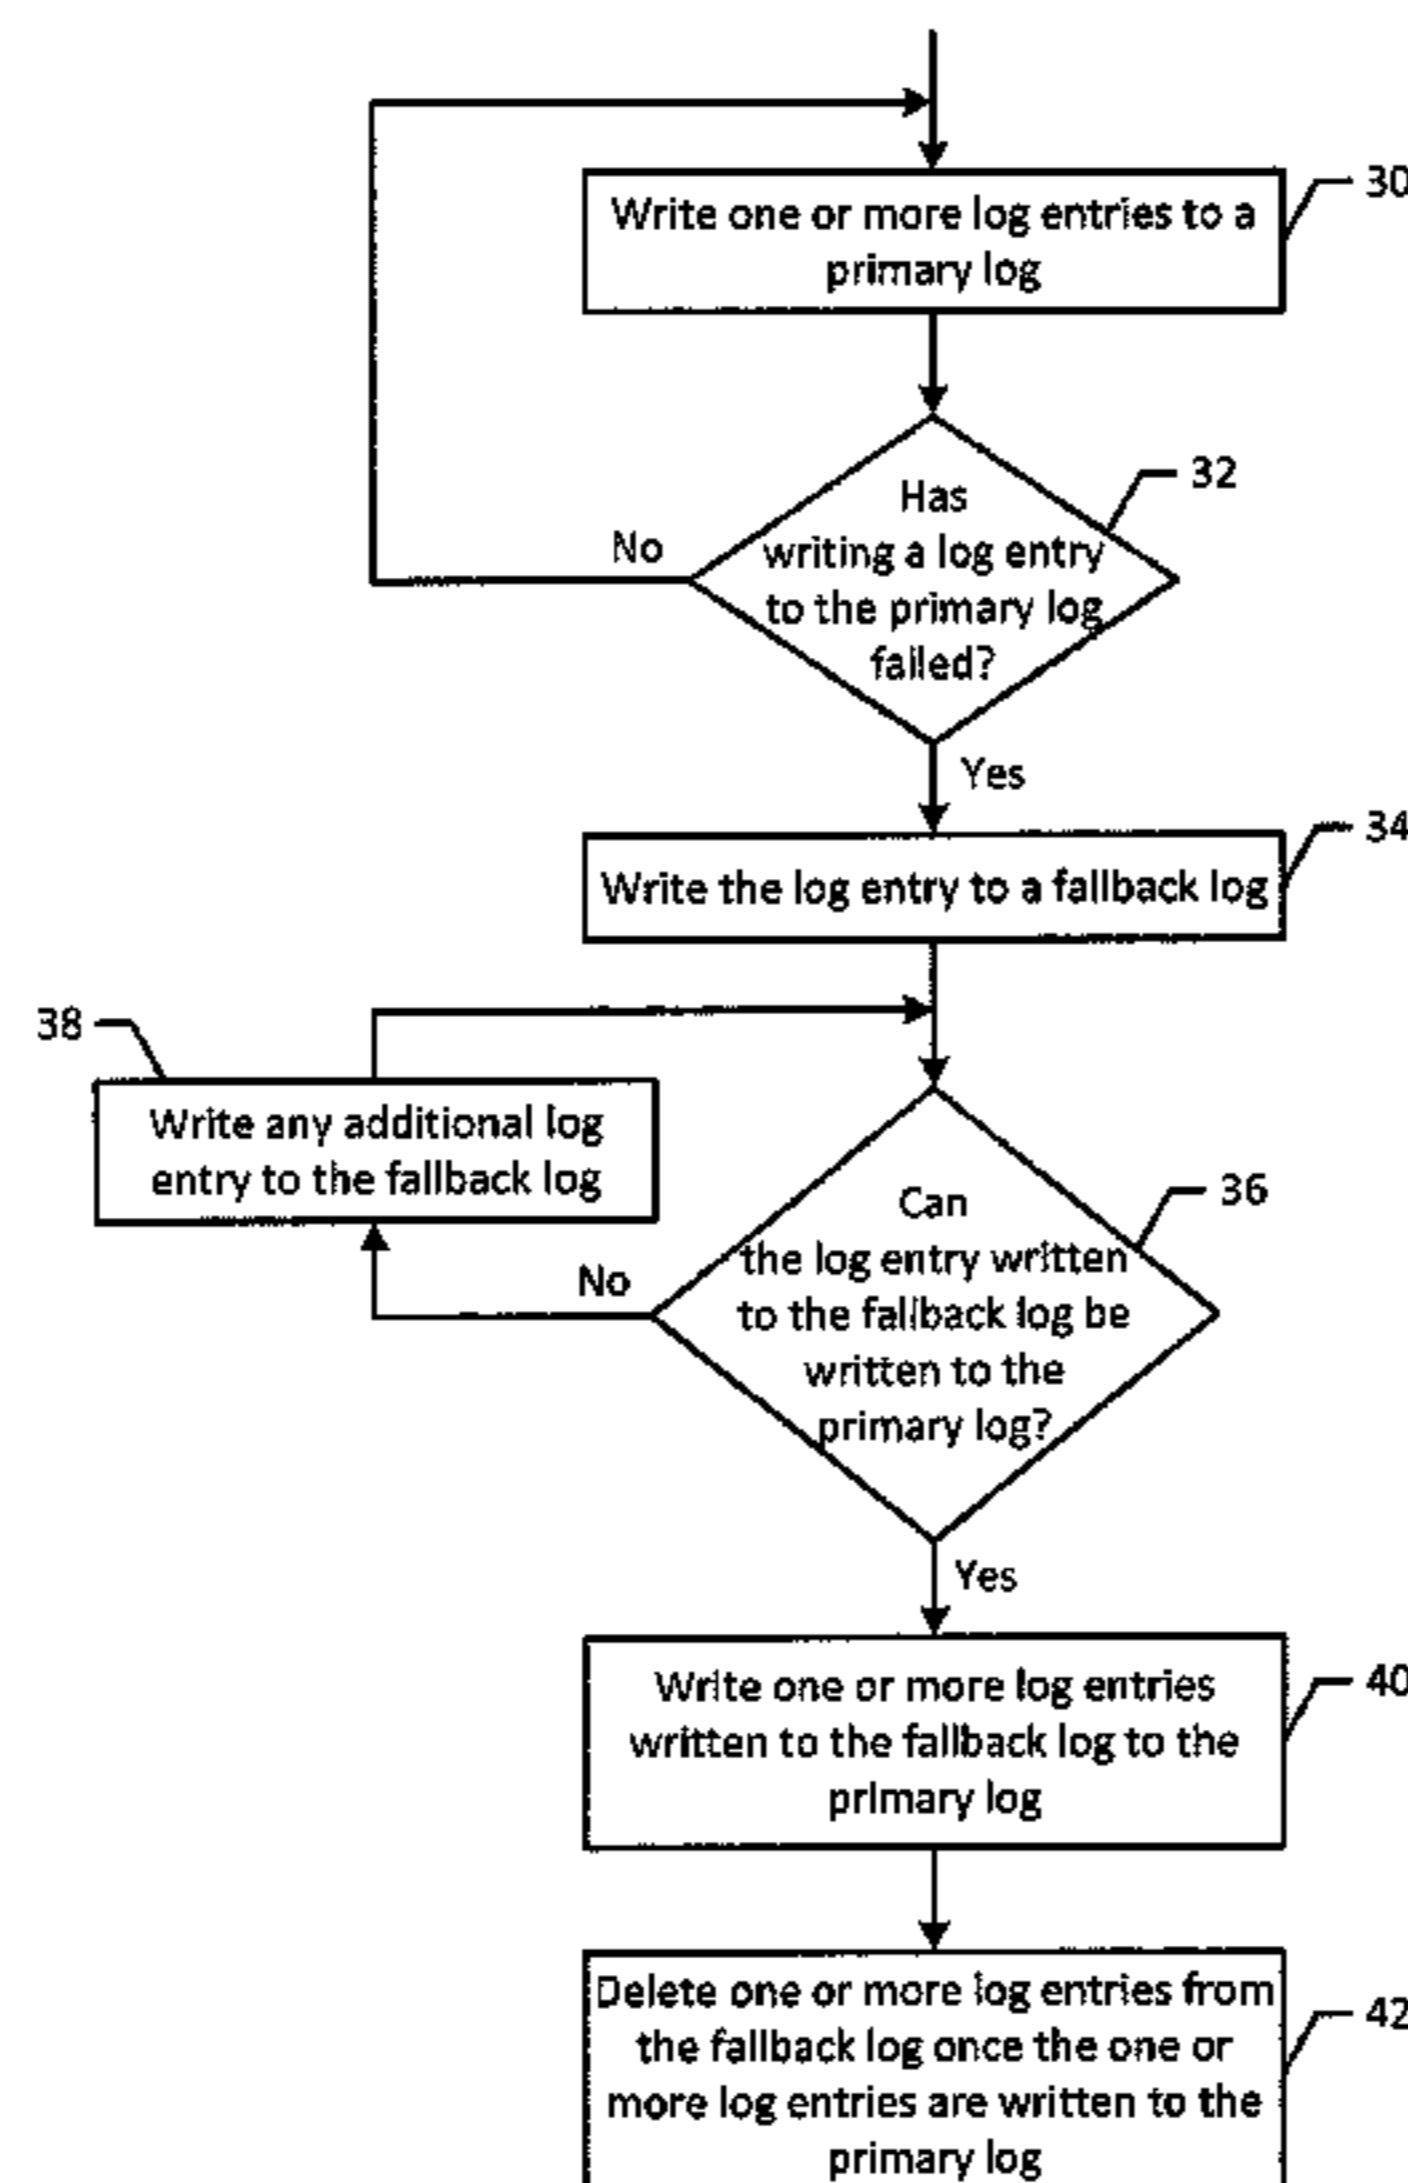 Write one or more log entries to a
primary log
30
Has
writing a log entry
to the primary log
failed?
32
No
Yes
Write the log entry to a fallback log
34
38
Write any additional log
entry to the fallback log
Can
the log entry written
to the fallback log be
written to the
primary log?
36
No
Yes
Write one or more log entries
written to the fallback log to the
primary log
40
Delete one or more log entries from
the fallback log once the one or
more log entries are written to the
primary log
42